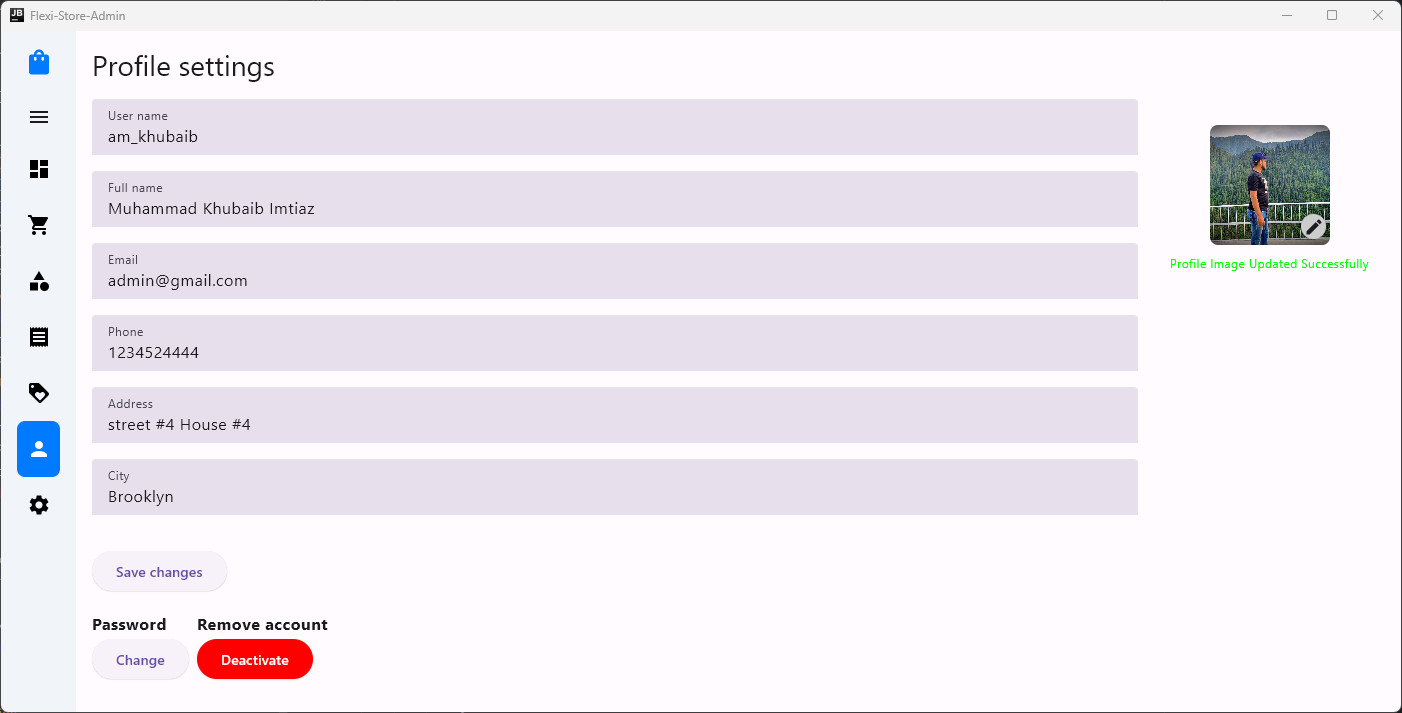 JB
Flexi-Store-Admin
Profile settings
User name
am_khubaib
Full name
Muhammad Khubaib Imtiaz
Email
admin@gmail.com
Phone
1234524444
Address
street #4 House #4
City
Brooklyn
Profile Image Updated Successfully
Save changes
Password
Remove account
Change
Deactivate